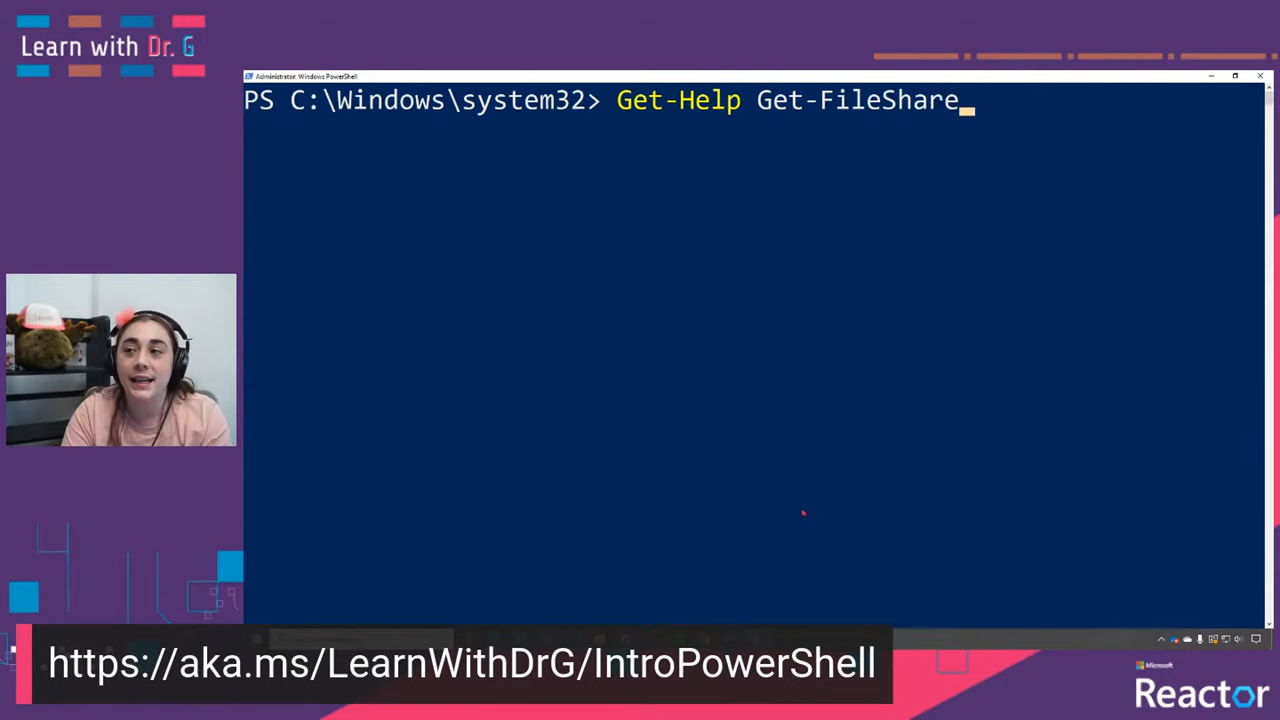 Learn with Dr. G
Administrator: Windows PowerShell
PS C:\Windows\system32> Get-Help Get-FileShare
https://aka.ms/LearnWithDrG/IntroPowerShell
Microsoft
Reactor